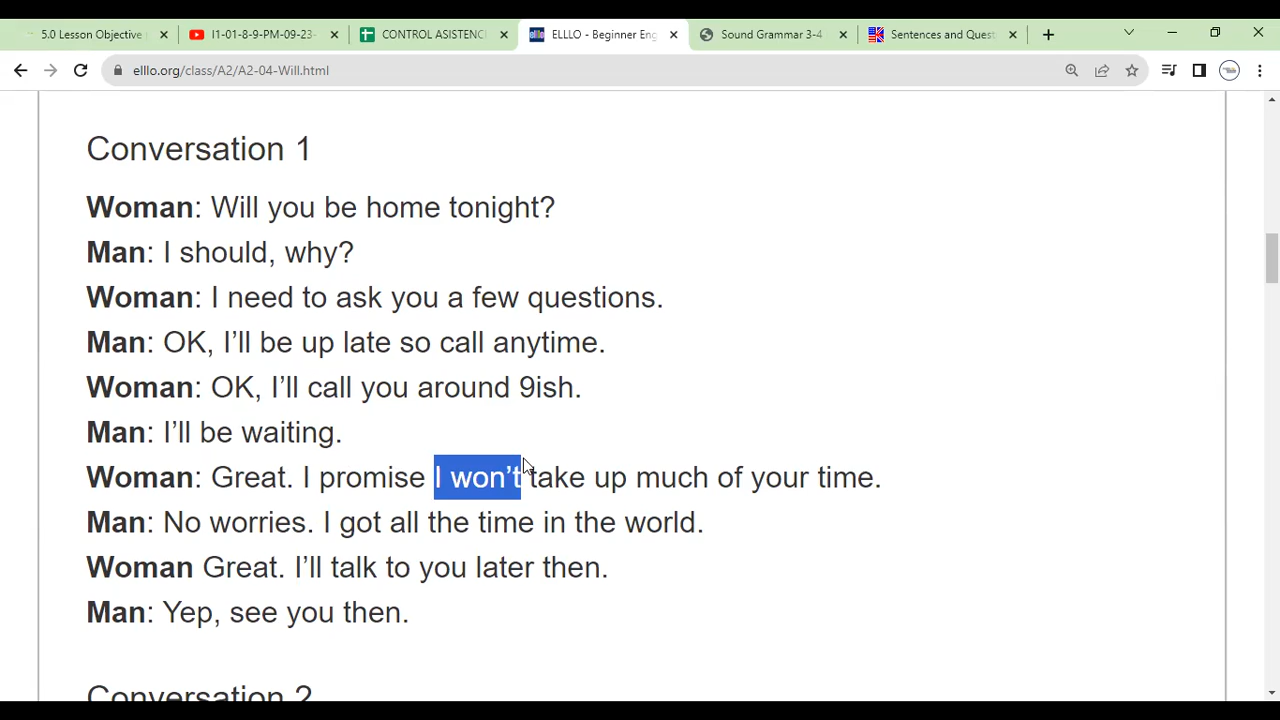 5.0 Lesson Objective
I1-01-8-9-PM-09-23-
CONTROL ASISTENC
ELLLO - Beginner Eng
Sound Grammar 3-4
Sentences and Quest
elllo.org/class/A2/A2-04-Will.html
Conversation 1
Woman: Will you be home tonight?
Man: I should, why?
Woman: I need to ask you a few questions.
Man: OK, I’ll be up late so call anytime.
Woman: OK, I’ll call you around 9ish.
Man: I’ll be waiting.
Woman: Great. I promise I won’t take up much of your time.
Man: No worries. I got all the time in the world.
Woman Great. I’ll talk to you later then.
Man: Yep, see you then.
Conversation 2